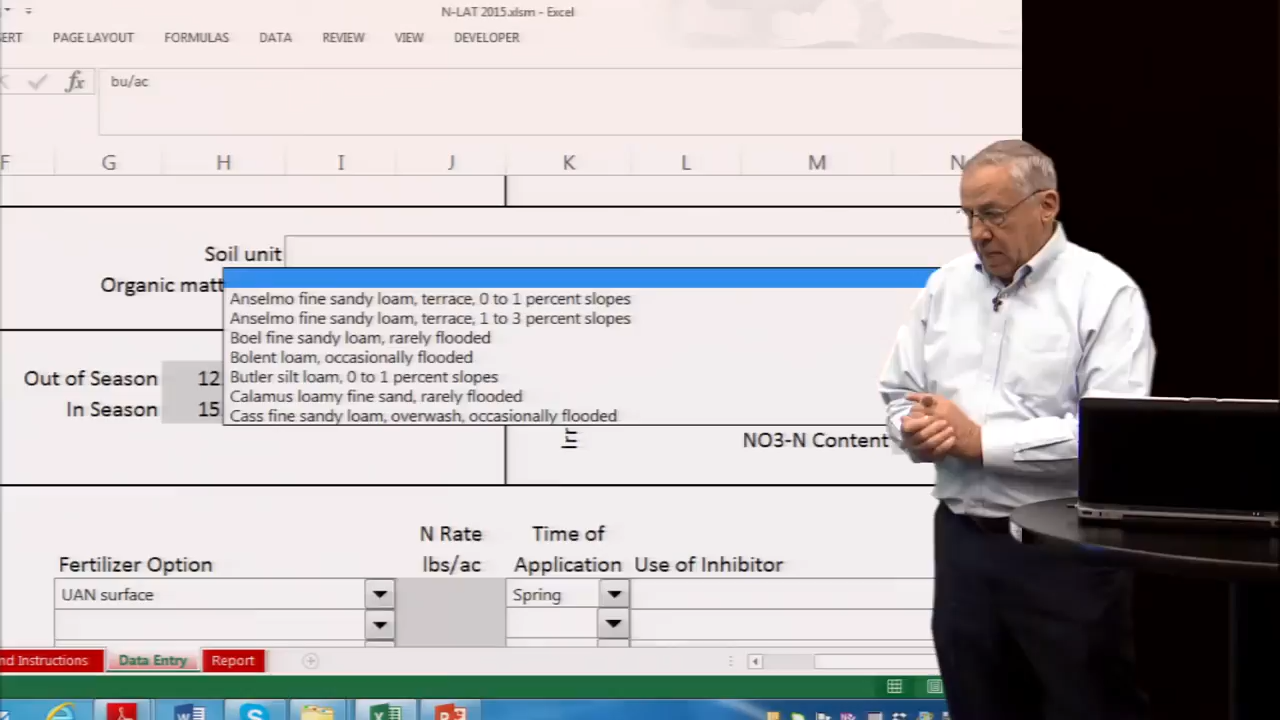 N-LAT 2015.xlsm - Excel
PAGE LAYOUT FORMULAS DATA REVIEW VIEW DEVELOPER
fx bu/ac
F G H I J K L M N
Soil unit
Organic matt
Anselmo fine sandy loam, terrace, 0 to 1 percent slopes
Anselmo fine sandy loam, terrace, 1 to 3 percent slopes
Boel fine sandy loam, rarely flooded
Bolent loam, occasionally flooded
Out of Season 12 Butler silt loam, 0 to 1 percent slopes
Calamus loamy fine sand, rarely flooded
In Season 15 Cass fine sandy loam, overwash, occasionally flooded
NO3-N Content
N Rate Time of
Fertilizer Option lbs/ac Application Use of Inhibitor
UAN surface Spring
nd Instructions Data Entry Report